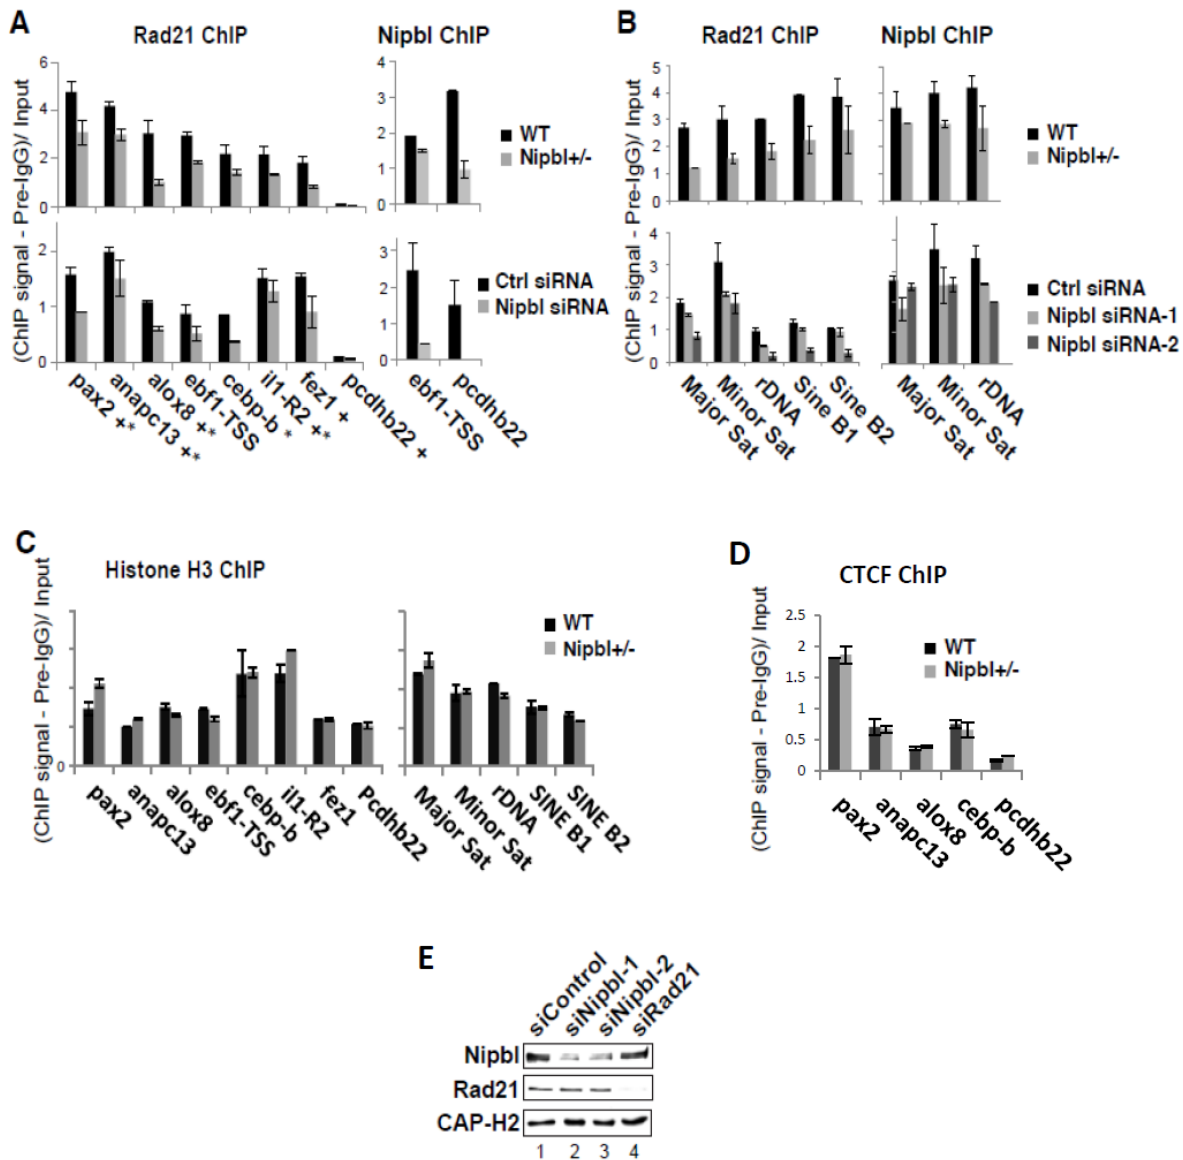 A
Rad21 ChIP
Nipbl ChIP
(ChIP signal - Pre-IgG)/ Input
6
4
2
0
4
3
2
1
0
WT
Nipbl+/-
2
1
0
3
2
1
0
Ctrl siRNA
Nipbl siRNA
pax2 +*
anapc13 +*
alox8 +*
ebf1-TSS
cebp-b *
il1-R2 +*
fez1 +
pcdhb22 +
ebf1-TSS
pcdhb22
B
Rad21 ChIP
Nipbl ChIP
(ChIP signal - Pre-IgG)/ Input
5
4
3
2
1
0
WT
Nipbl+/-
4
3
2
1
0
Ctrl siRNA
Nipbl siRNA-1
Nipbl siRNA-2
Major Sat
Minor Sat
rDNA
Sine B1
Sine B2
Major Sat
Minor Sat
rDNA
C
Histone H3 ChIP
(ChIP signal - Pre-IgG)/ Input
0
WT
Nipbl+/-
pax2
anapc13
alox8
ebf1-TSS
cebp-b
il1-R2
fez1
Pcdhb22
Major Sat
Minor Sat
rDNA
SINE B1
SINE B2
D
CTCF ChIP
(ChIP signal - Pre-IgG)/ Input
2.5
2
1.5
1
0.5
0
WT
Nipbl+/-
pax2
anapc13
alox8
cebp-b
pcdhb22
E
siControl
siNipbl-1
siNipbl-2
siRad21
Nipbl
Rad21
CAP-H2
1 2 3 4